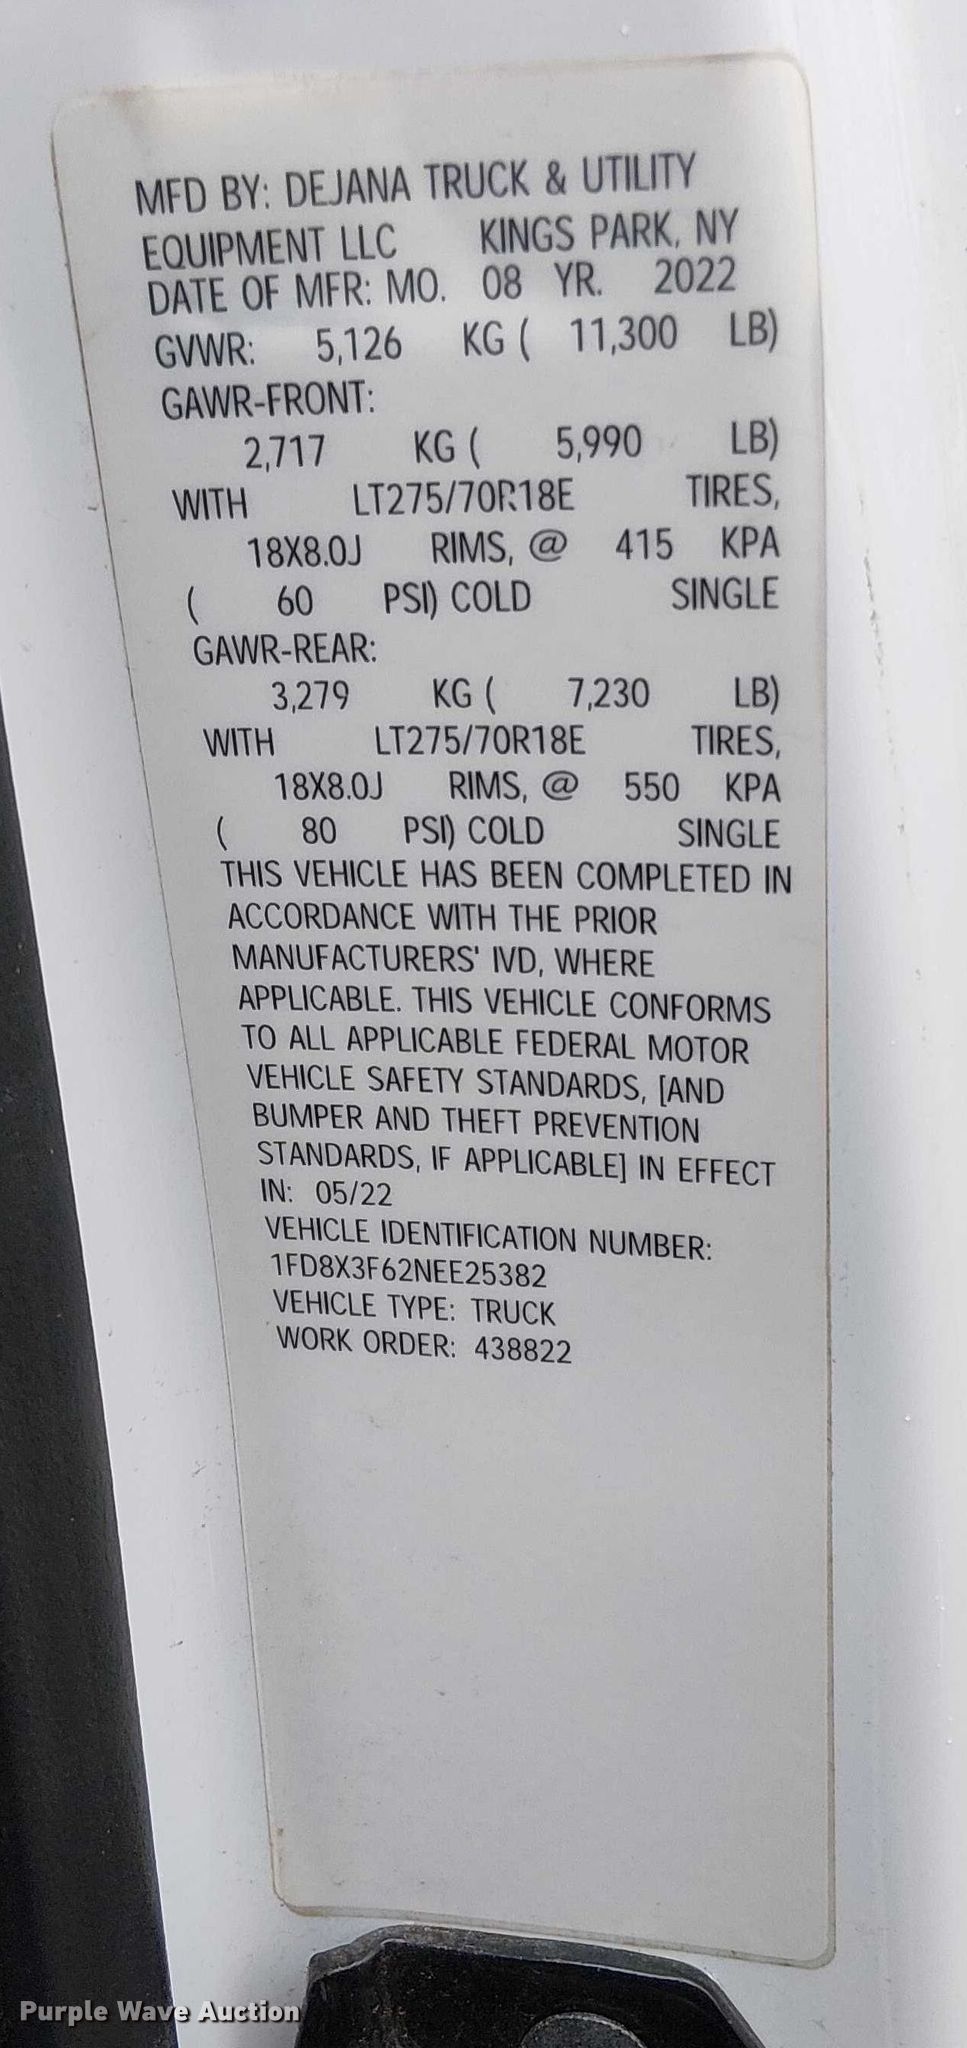 MFD BY: DEJANA TRUCK & UTILITY
EQUIPMENT LLC KINGS PARK, NY
DATE OF MFR: MO. 08 YR. 2022
GVWR: 5,126 KG ( 11,300 LB)
GAWR-FRONT:
2,717 KG ( 5,990 LB)
WITH LT275/70R18E TIRES,
18X8.0J RIMS, @ 415 KPA
( 60 PSI) COLD SINGLE
GAWR-REAR:
3,279 KG ( 7,230 LB)
WITH LT275/70R18E TIRES,
18X8.0J RIMS, @ 550 KPA
( 80 PSI) COLD SINGLE
THIS VEHICLE HAS BEEN COMPLETED IN
ACCORDANCE WITH THE PRIOR
MANUFACTURERS' IVD, WHERE
APPLICABLE. THIS VEHICLE CONFORMS
TO ALL APPLICABLE FEDERAL MOTOR
VEHICLE SAFETY STANDARDS, [AND
BUMPER AND THEFT PREVENTION
STANDARDS, IF APPLICABLE] IN EFFECT
IN: 05/22
VEHICLE IDENTIFICATION NUMBER:
1FD8X3F62NEE25382
VEHICLE TYPE: TRUCK
WORK ORDER: 438822
Purple Wave Auction